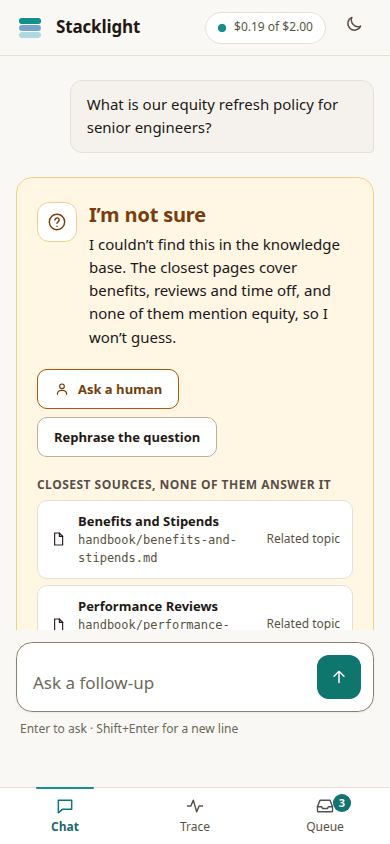 Stacklight
$0.19 of $2.00
What is our equity refresh policy for
senior engineers?
I’m not sure
I couldn’t find this in the knowledge
base. The closest pages cover
benefits, reviews and time off, and
none of them mention equity, so I
won’t guess.
Ask a human
Rephrase the question
CLOSEST SOURCES, NONE OF THEM ANSWER IT
Benefits and Stipends
handbook/benefits-and-
stipends.md
Related topic
Performance Reviews
handbook/performance-
Related topic
Ask a follow-up
Enter to ask · Shift+Enter for a new line
3
Chat
Trace
Queue